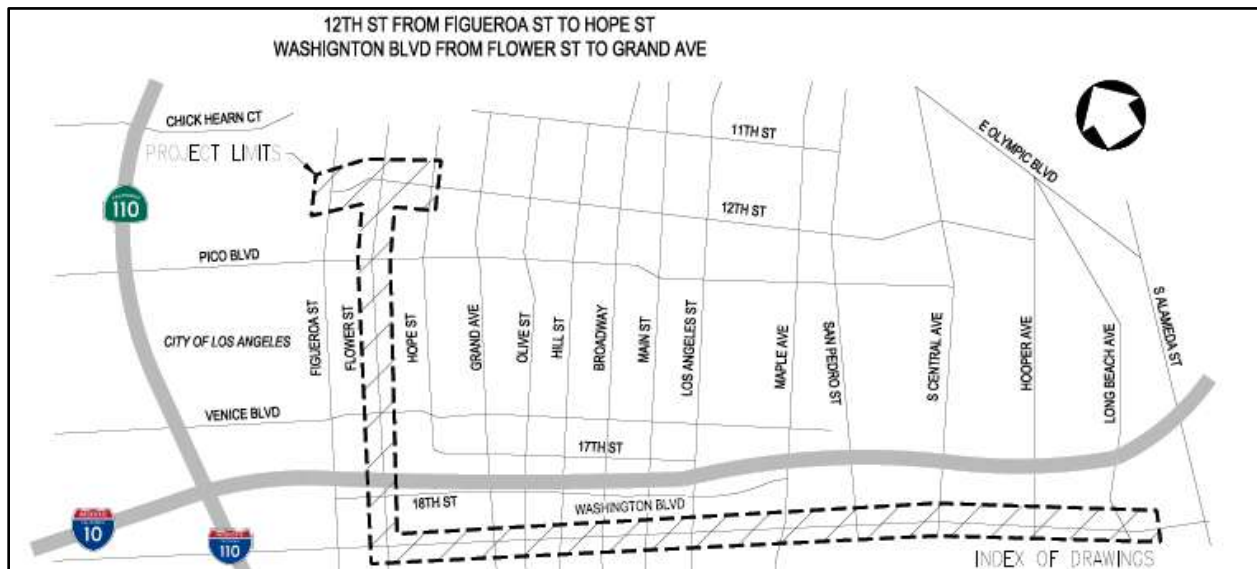 12TH ST FROM FIGUEROA ST TO HOPE ST
WASHIGNTON BLVD FROM FLOWER ST TO GRAND AVE
CHICK HEARN CT
PROJECT LIMITS
11TH ST
E OLYMPIC BLVD
110
12TH ST
PICO BLVD
CITY OF LOS ANGELES
FIGUEROA ST
FLOWER ST
HOPE ST
GRAND AVE
OLIVE ST
HILL ST
BROADWAY
MAIN ST
LOS ANGELES ST
MAPLE AVE
SAN PEDRO ST
S CENTRAL AVE
HOOPER AVE
LONG BEACH AVE
S ALAMEDA ST
VENICE BLVD
17TH ST
18TH ST
WASHINGTON BLVD
10
110
INDEX OF DRAWINGS